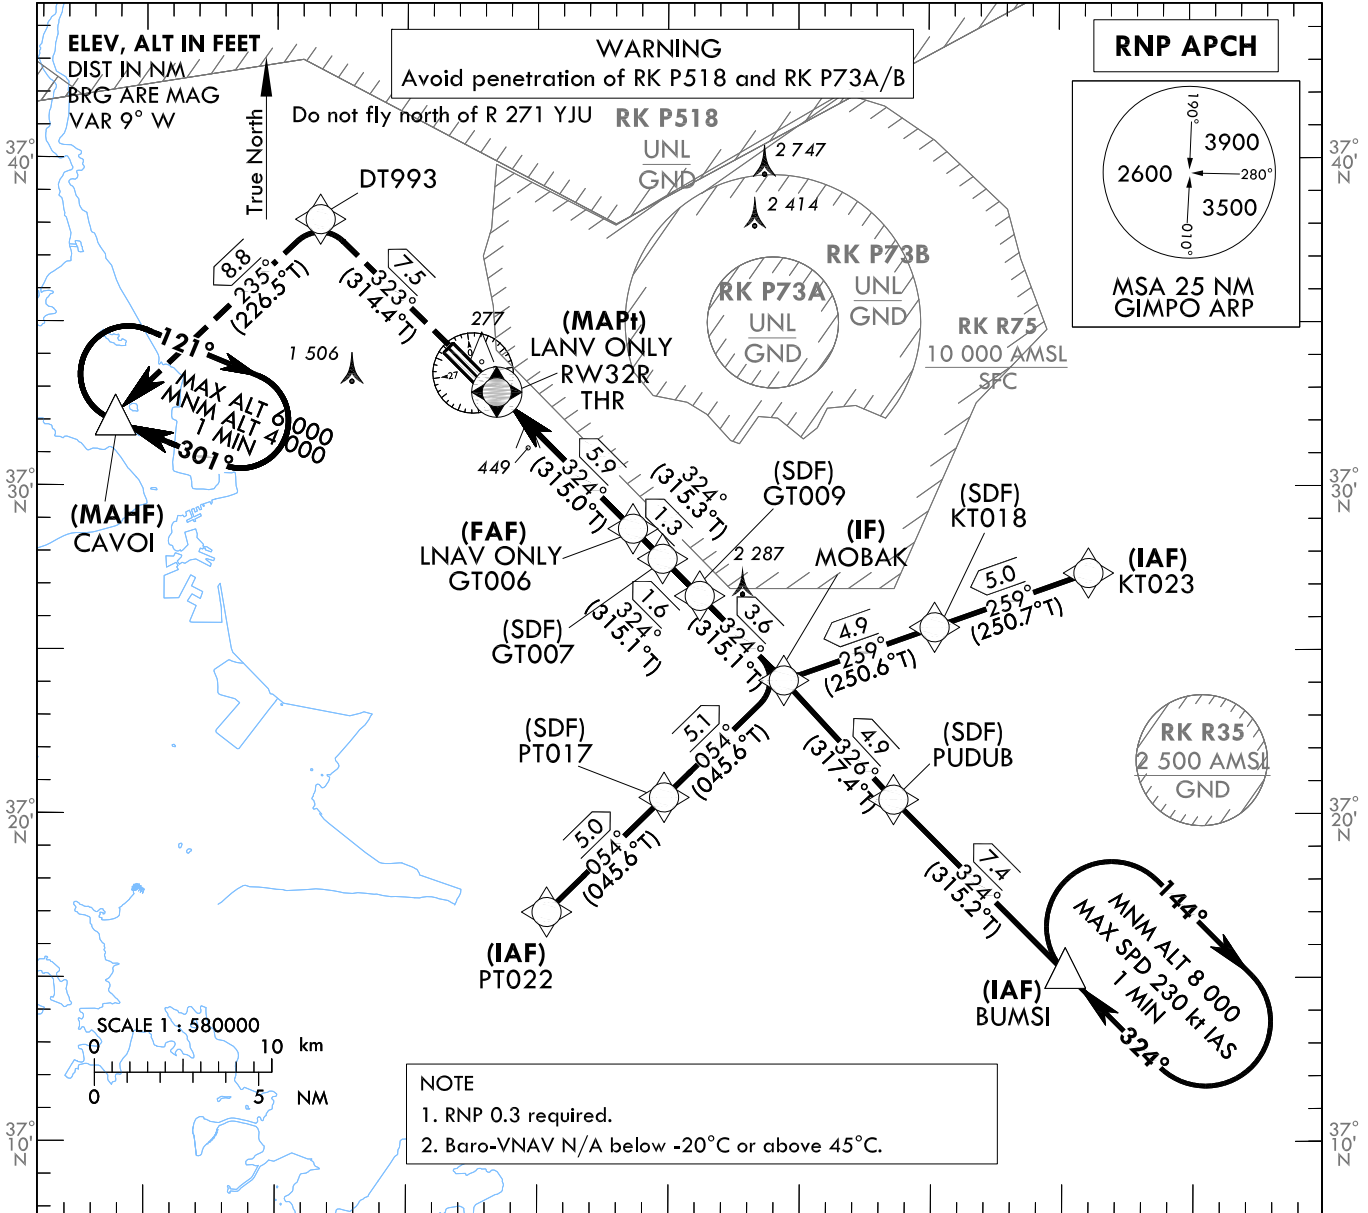 ELEV, ALT IN FEET
DIST IN NM
BRG ARE MAG
VAR 9° W
True North
WARNING
Avoid penetration of RK P518 and RK P73A/B
Do not fly north of R 271 YJU
RNP APCH
190°
3900
2600
280°
3500
010°
MSA 25 NM
GIMPO ARP
37°
40'
N
37°
40'
N
RK P518
UNL
GND
2 747
2 414
RK P73B
UNL
GND
RK P73A
UNL
GND
RK R75
10 000 AMSL
SFC
DT993
8.8
235°
(226.5°T)
7.5
323°
(314.4°T)
277
27
(MAPt)
LANV ONLY
RW32R
THR
1 506
121°
MAX ALT 6 000
MNM ALT 4 000
1 MIN
301°
(MAHF)
CAVOI
449
5.9
324°
(315.0°T)
324°
(315.3°T)
1.3
(SDF)
GT009
37°
30'
N
37°
30'
N
(FAF)
LNAV ONLY
GT006
(SDF)
GT007
1.6
324°
(315.1°T)
2 287
3.6
324°
(315.1°T)
(IF)
MOBAK
(SDF)
KT018
(IAF)
KT023
5.0
259°
(250.7°T)
4.9
259°
(250.6°T)
(SDF)
PT017
5.1
054°
(045.6°T)
5.0
054°
(045.6°T)
(IAF)
PT022
4.9
326°
(317.4°T)
(SDF)
PUDUB
RK R35
2 500 AMSL
GND
37°
20'
N
37°
20'
N
7.4
324°
(315.2°T)
144°
MNM ALT 8 000
MAX SPD 230 kt IAS
1 MIN
324°
(IAF)
BUMSI
SCALE 1 : 580000
0 10 km
0 5 NM
NOTE
1. RNP 0.3 required.
2. Baro-VNAV N/A below -20°C or above 45°C.
37°
10'
N
37°
10'
N